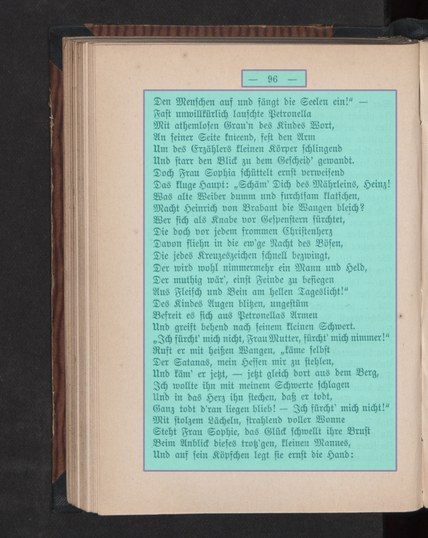 — 96 —
Den Menschen auf und fängt die Seelen ein!“ —
Fast unwillkürlich lauschte Petronella
Mit athemlosen Grau'n des Kindes Wort,
An seiner Seite knieend, fest den Arm
Um des Erzählers kleinen Körper schlingend
Und starr den Blick zu dem Gescheid' gewandt.
Doch Frau Sophia schüttelt ernst verweisend
Das kluge Haupt: „Schäm' Dich des Mährleins, Heinz!
Was alte Weiber dumm und furchtsam klatschen,
Macht Heinrich von Brabant die Wangen bleich?
Wer sich als Knabe vor Gespenstern fürchtet,
Die doch vor jedem frommen Christenherz
Davon fliehn in die ew'ge Nacht des Bösen,
Die jedes Kreuzeszeichen schnell bezwingt,
Der wird wohl nimmermehr ein Mann und Held,
Der muthig wär', einst Feinde zu besiegen
Aus Fleisch und Bein am hellen Tageslicht!“
Des Kindes Augen blitzen, ungestüm
Befreit es sich aus Petronellas Armen
Und greift behend nach seinem kleinen Schwert.
„Ich fürcht' mich nicht, Frau Mutter, fürcht' mich nimmer!“
Ruft er mit heißen Wangen, „käme selbst
Der Satanas, mein Hessen mir zu stehlen,
Und käm' er jetzt, — jetzt gleich dort aus dem Berg,
Ich wollte ihn mit meinem Schwerte schlagen
Und in das Herz ihn stechen, daß er todt,
Ganz todt d'ran liegen blieb! — Ich fürcht' mich nicht!“
Mit stolzem Lächeln, strahlend voller Wonne
Steht Frau Sophie, das Glück schwellt ihre Brust
Beim Anblick dieses trotz'gen, kleinen Mannes,
Und auf sein Köpfchen legt sie ernst die Hand: